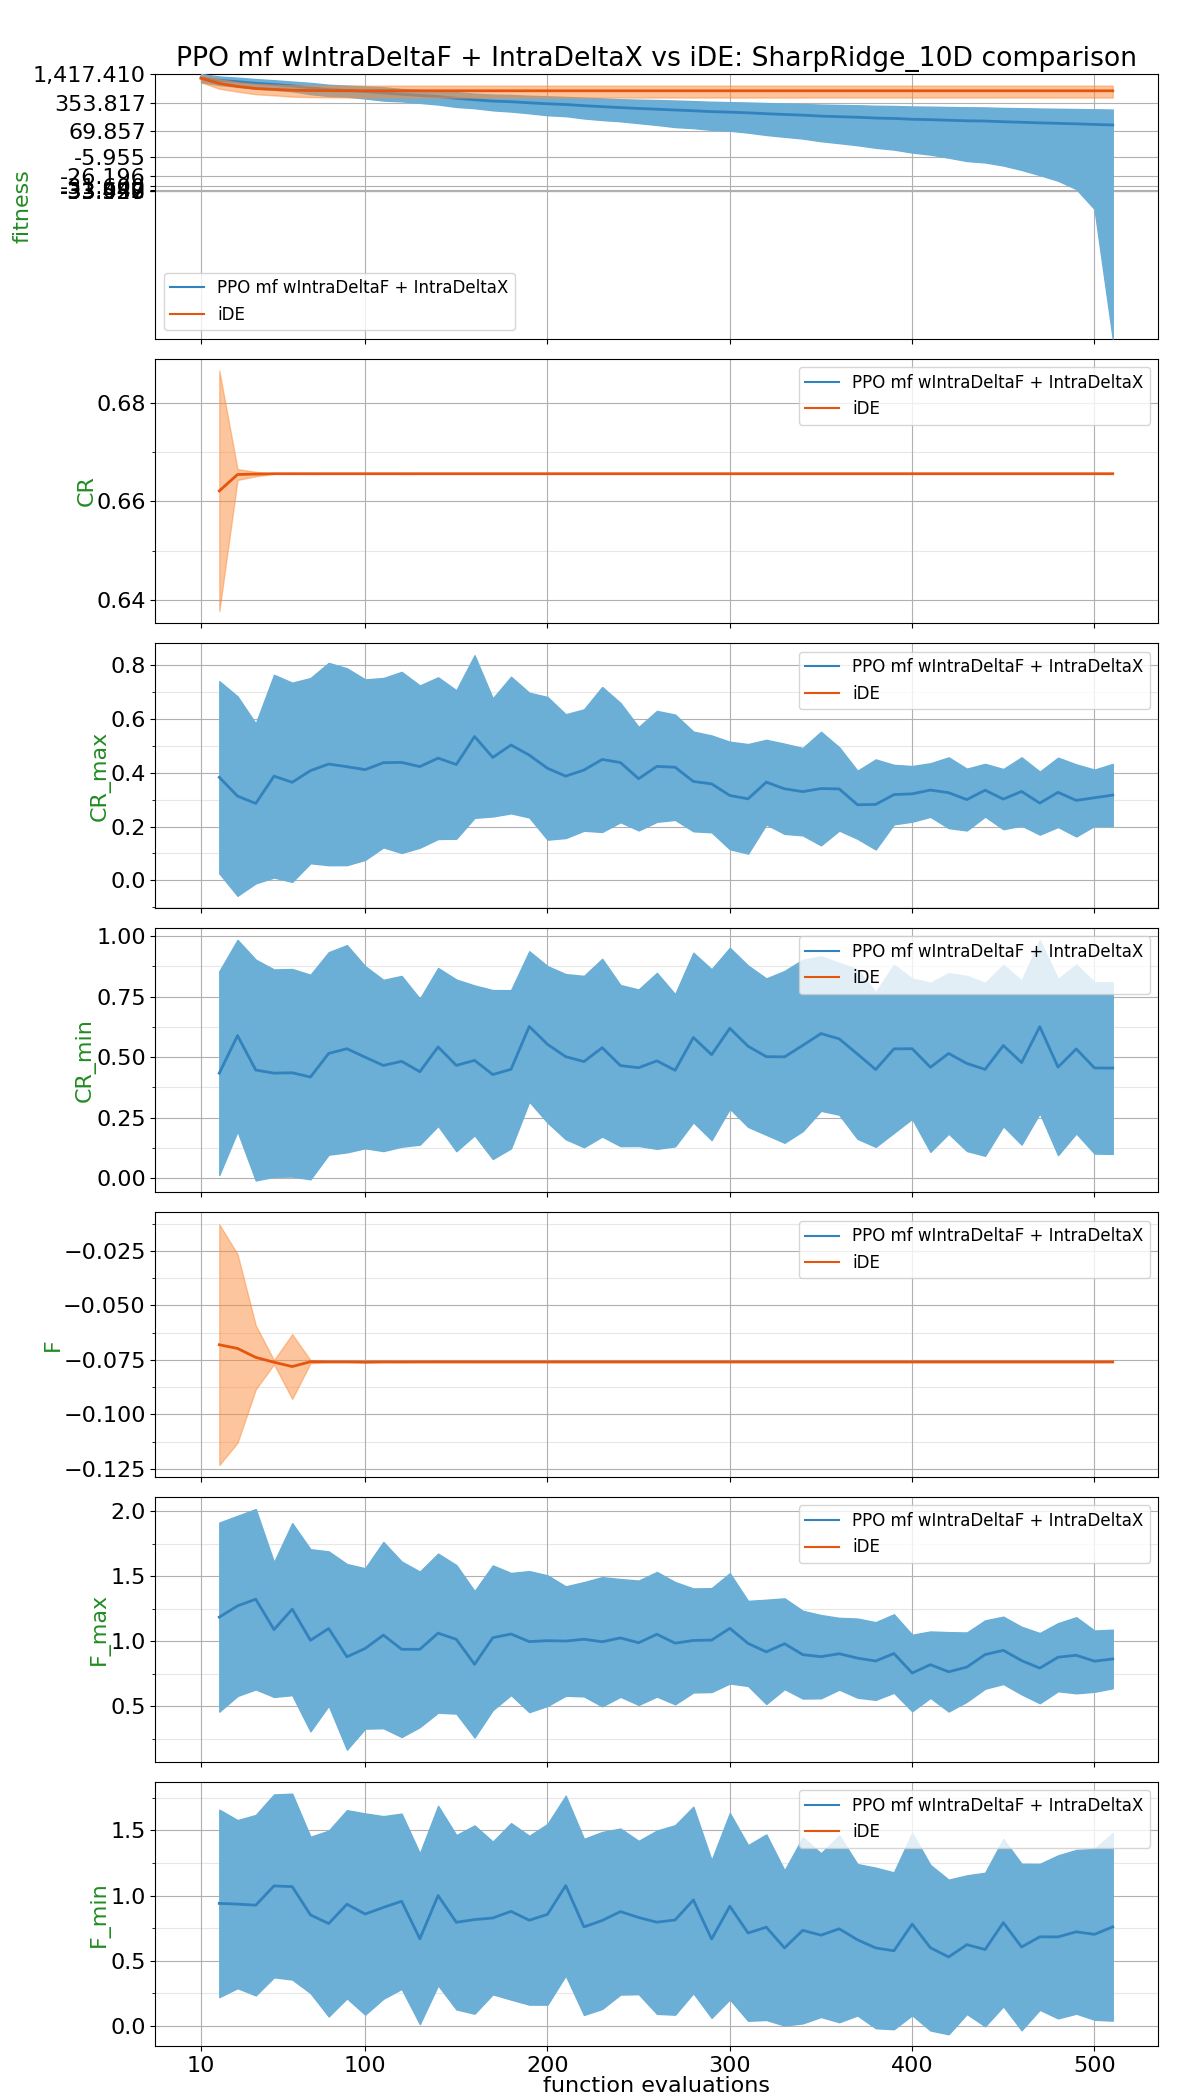 PPO mf wIntraDeltaF + IntraDeltaX vs iDE: SharpRidge_10D comparison
1,417.410
353.817
69.857
-5.955
-26.196
fitness
PPO mf wIntraDeltaF + IntraDeltaX
iDE
PPO mf wIntraDeltaF + IntraDeltaX
iDE
0.68
0.66
0.64
CR
PPO mf wIntraDeltaF + IntraDeltaX
iDE
0.8
0.6
0.4
0.2
0.0
CR_max
PPO mf wIntraDeltaF + IntraDeltaX
iDE
1.00
0.75
0.50
0.25
0.00
CR_min
PPO mf wIntraDeltaF + IntraDeltaX
iDE
−0.025
−0.050
−0.075
−0.100
−0.125
F
PPO mf wIntraDeltaF + IntraDeltaX
iDE
2.0
1.5
1.0
0.5
F_max
PPO mf wIntraDeltaF + IntraDeltaX
iDE
1.5
1.0
0.5
0.0
F_min
10 100 200 300 400 500
function evaluations